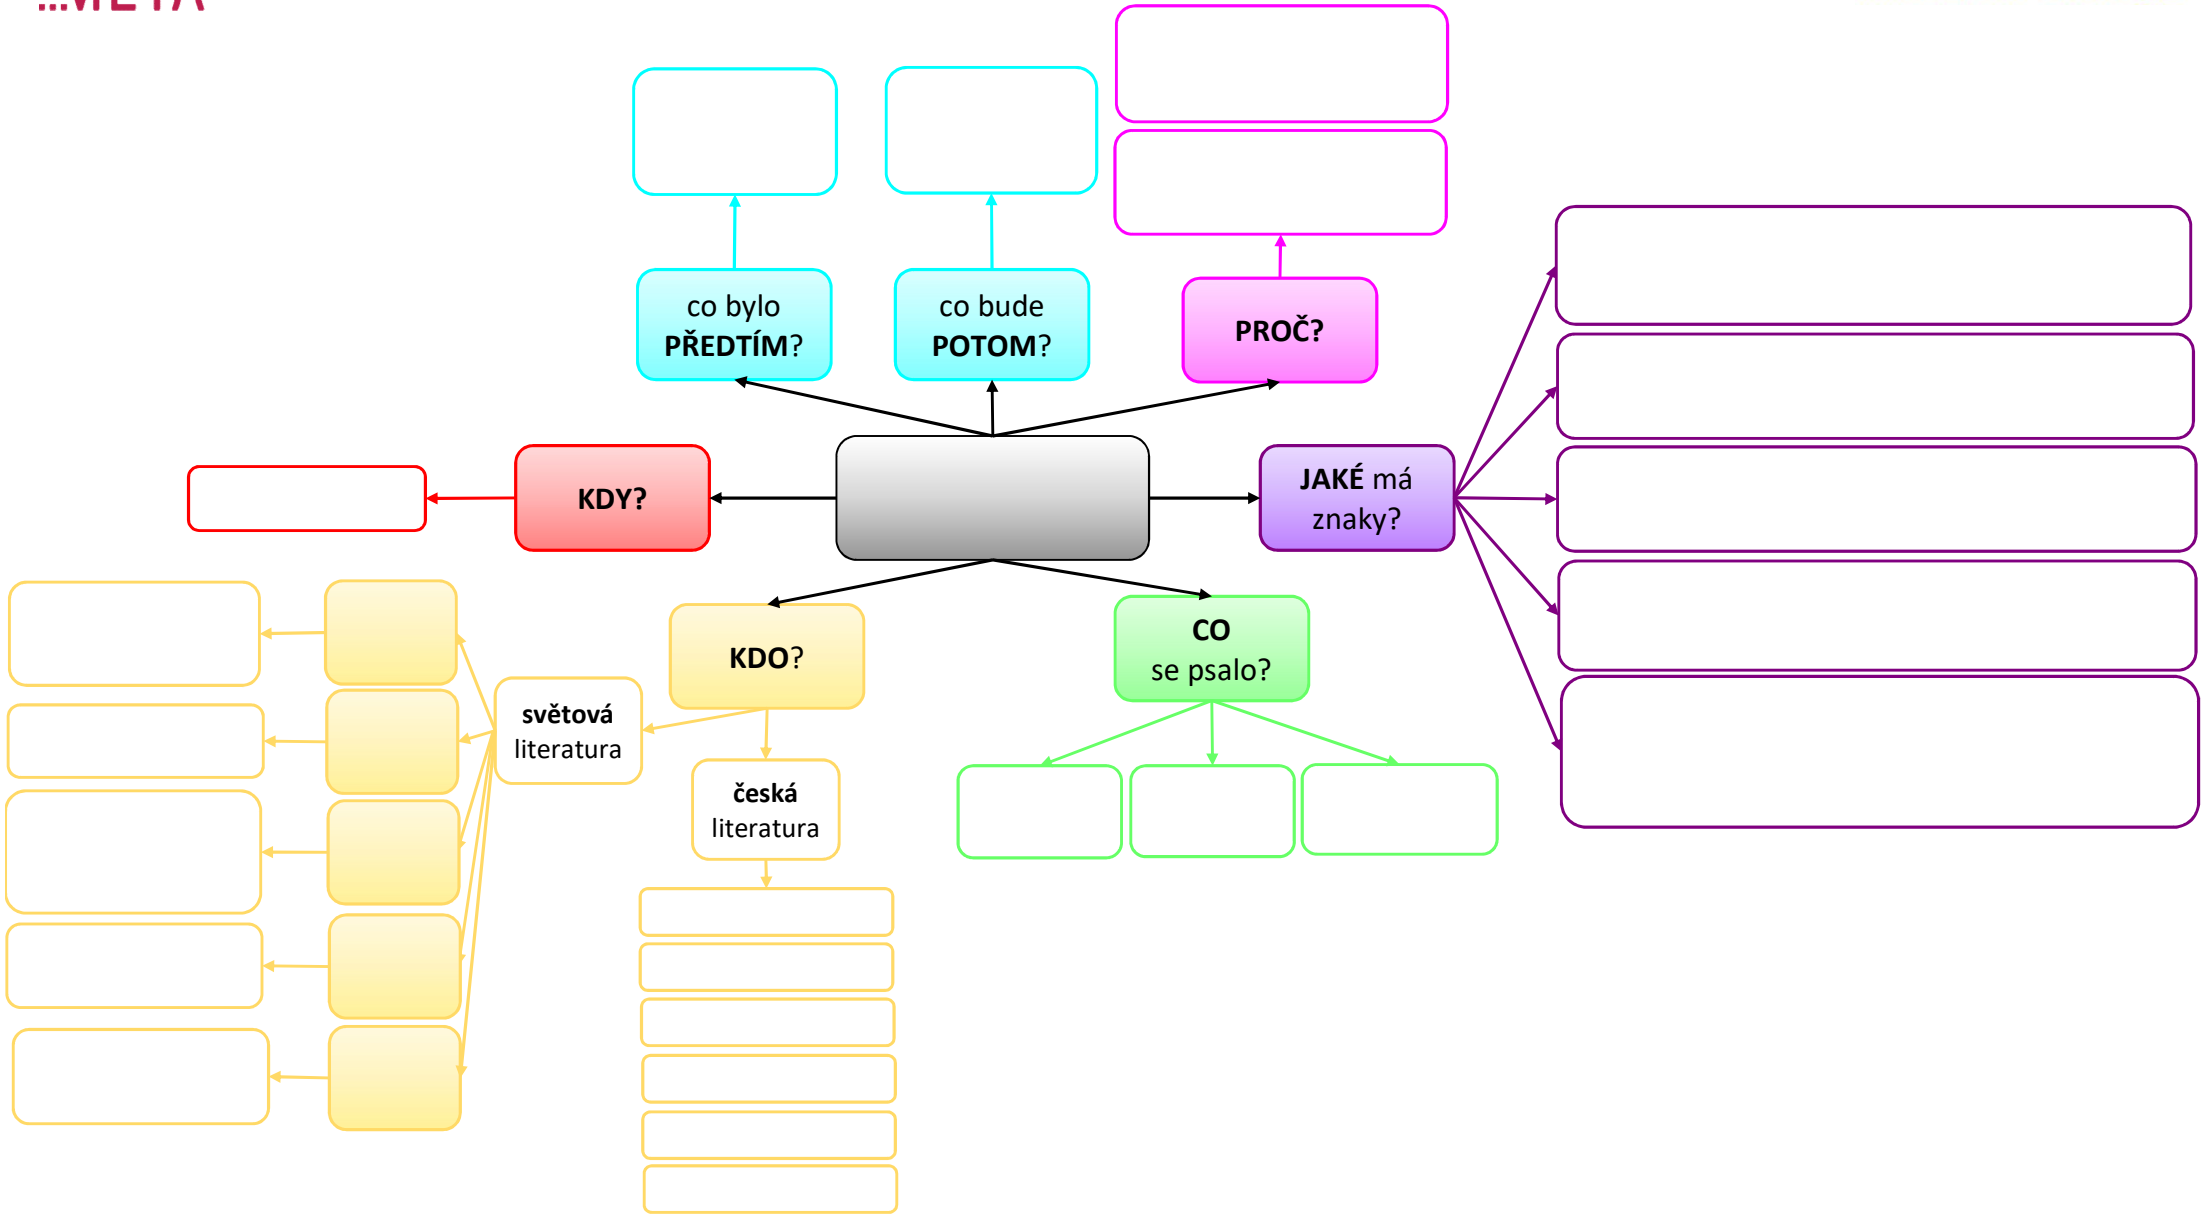 ...META
co bylo
PŘEDTÍM?
co bude
POTOM?
PROČ?
KDY?
JAKÉ má
znaky?
KDO?
CO
se psalo?
světová
literatura
česká
literatura